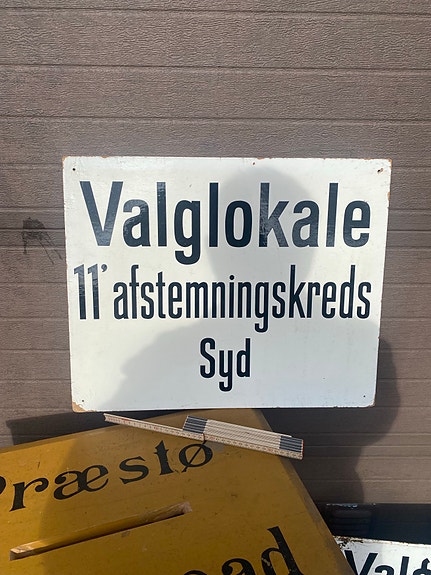 Valglokale
11' afstemningskreds
Syd
Præstø